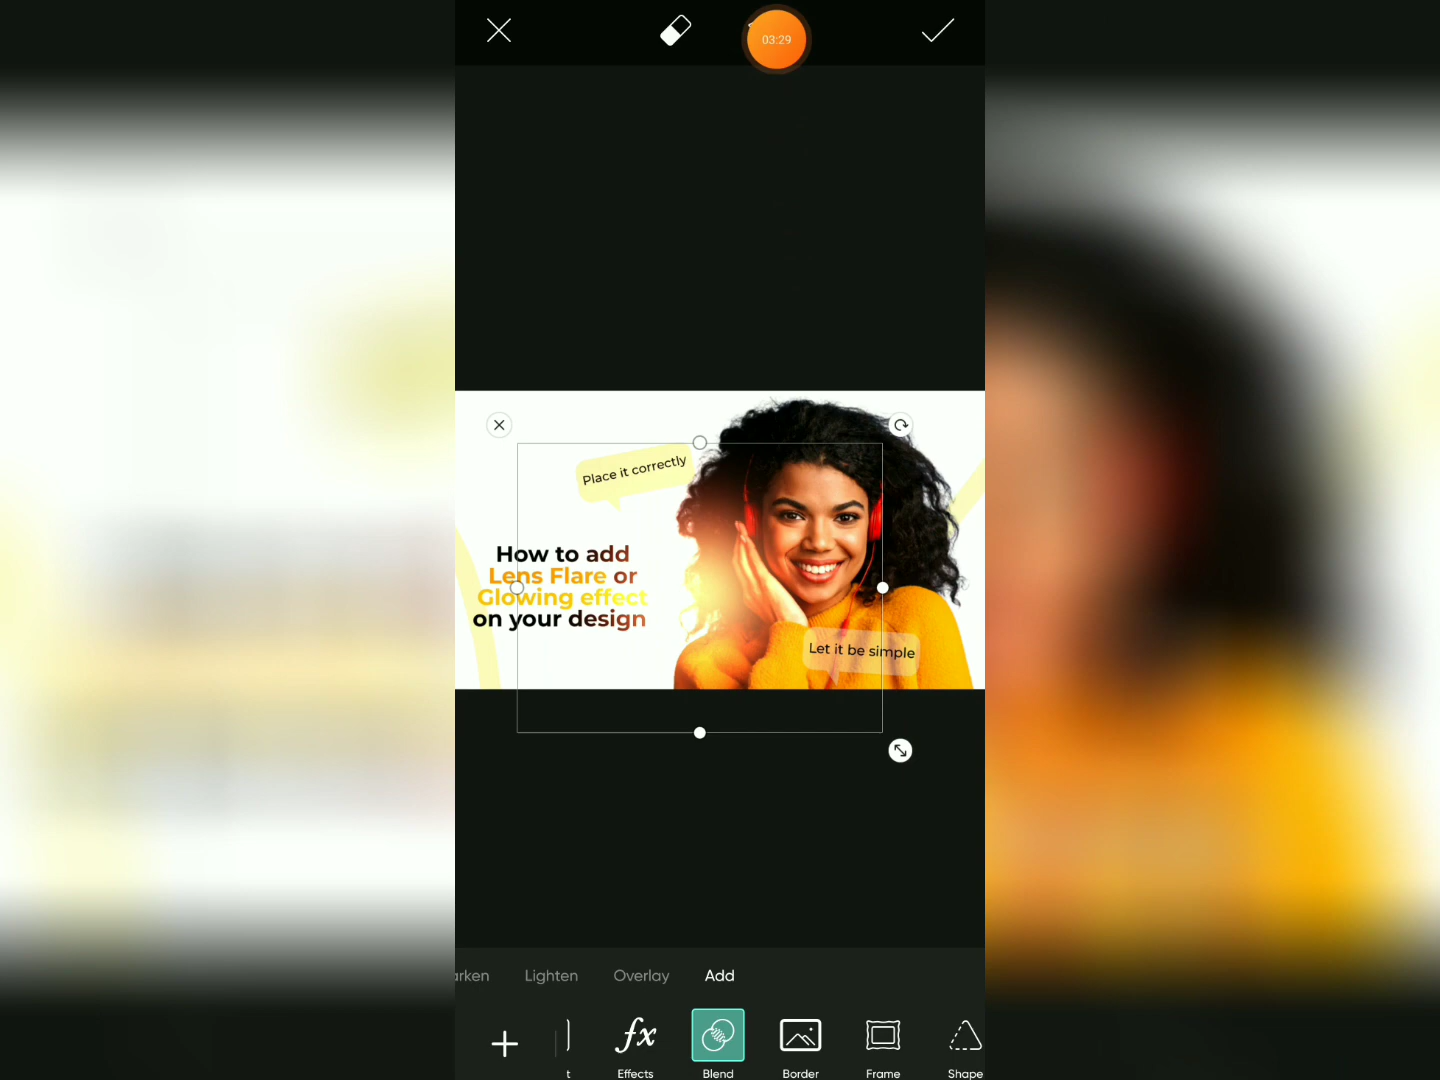 03:29
Place it correctly
How to add
Lens Flare or
Glowing effect
on your design
Let it be simple
arken Lighten Overlay Add
t Effects Blend Border Frame Shape